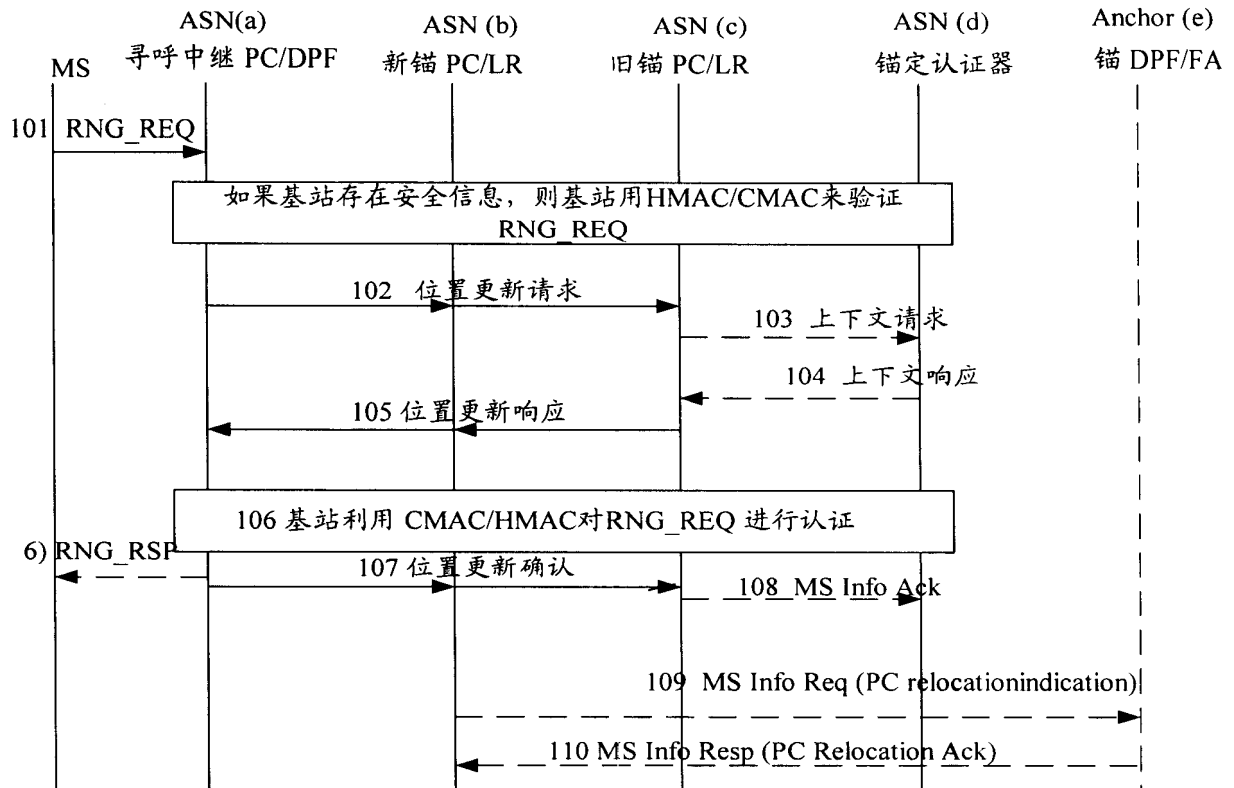 ASN(a)
寻呼中继 PC/DPF
ASN (b)
新锚 PC/LR
ASN (c)
旧锚 PC/LR
ASN (d)
锚定认证器
Anchor (e)
锚 DPF/FA
MS
101 RNG_REQ
如果基站存在安全信息，则基站用HMAC/CMAC来验证
RNG_REQ
102 位置更新请求
103 上下文请求
104 上下文响应
105 位置更新响应
106 基站利用 CMAC/HMAC对RNG_REQ 进行认证
6) RNG_RSP
107 位置更新确认
108 MS Info Ack
109 MS Info Req (PC relocationindication)
110 MS Info Resp (PC Relocation Ack)